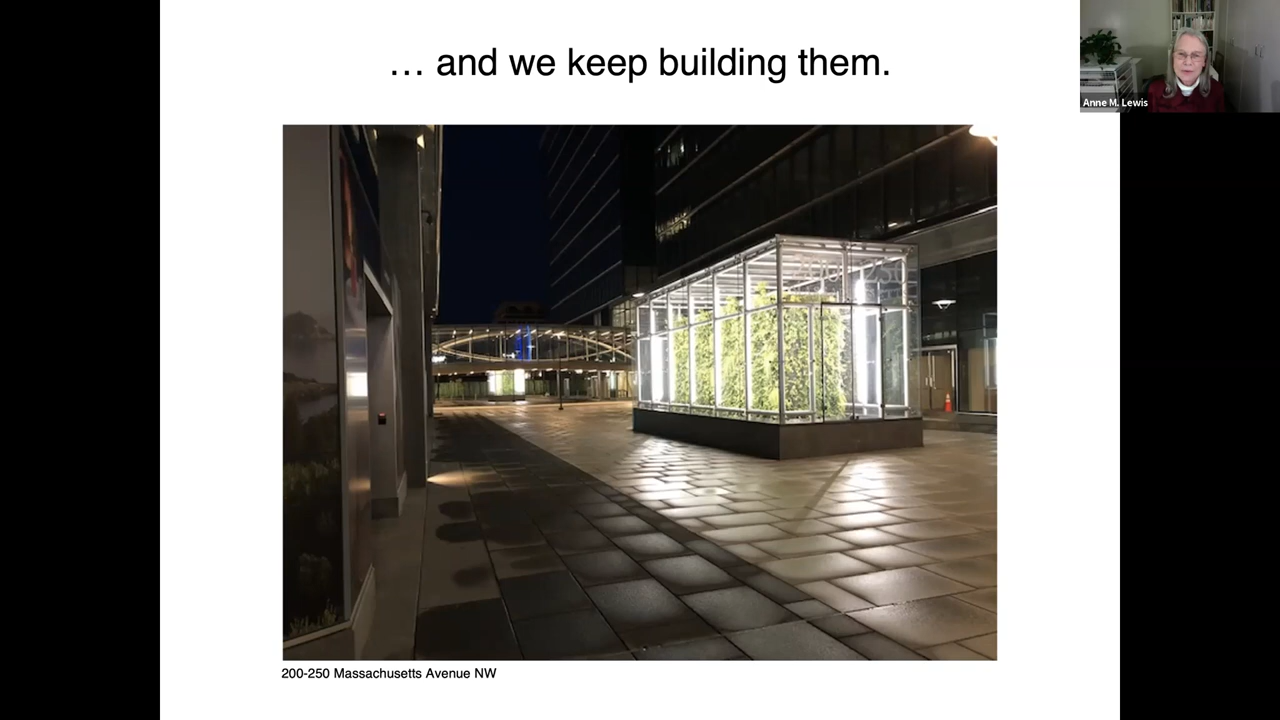 … and we keep building them.
Anne M. Lewis
200-250 Massachusetts Avenue NW